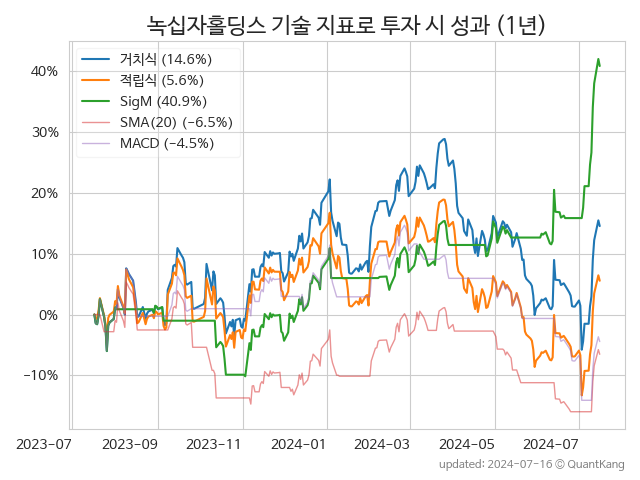 녹십자홀딩스 기술 지표로 투자 시 성과 (1년)
거치식 (14.6%)
적립식 (5.6%)
SigM (40.9%)
SMA(20) (−6.5%)
MACD (−4.5%)
40%
30%
20%
10%
0%
−10%
2023-07 2023-09 2023-11 2024-01 2024-03 2024-05 2024-07
updated: 2024-07-16 ⓒ QuantKang